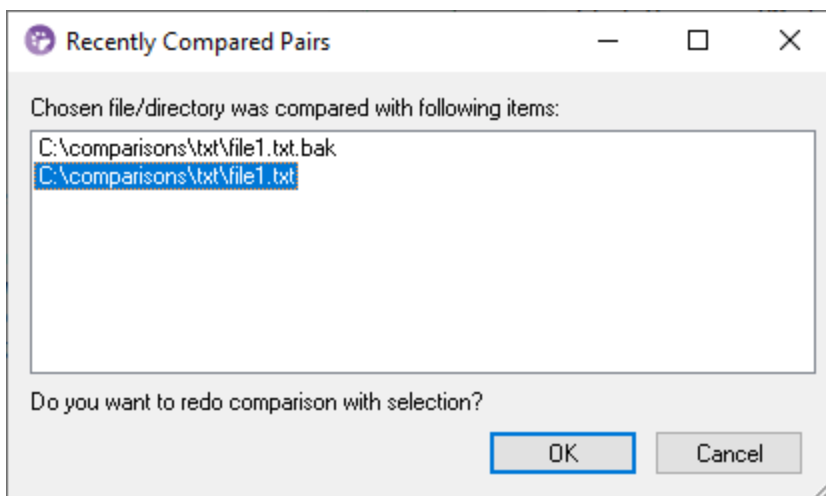 Recently Compared Pairs
Chosen file/directory was compared with following items:
C:\comparisons\txt\file1.txt.bak
C:\comparisons\txt\file1.txt
Do you want to redo comparison with selection?
OK Cancel